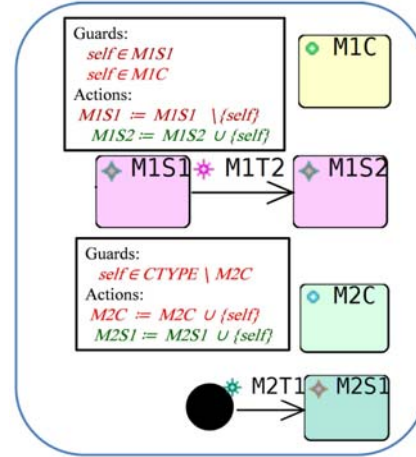 Guards:
self ∈ M1S1
self ∈ M1C
Actions:
M1S1 := M1S1 \{self}
M1S2 := M1S2 ∪ {self}
M1C
M1S1
M1T2
M1S2
Guards:
self ∈ CTYPE \ M2C
Actions:
M2C := M2C ∪ {self}
M2S1 := M2S1 ∪ {self}
M2C
M2T1
M2S1